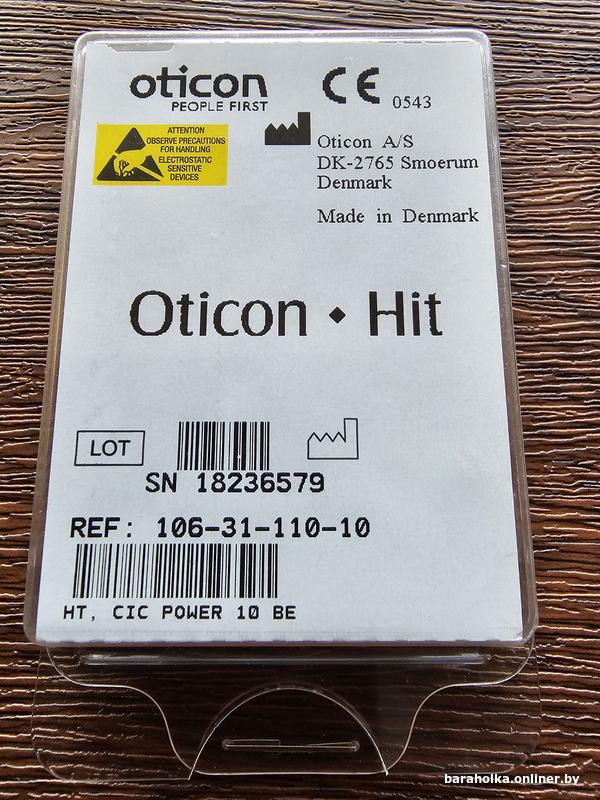 oticon
PEOPLE FIRST
CE 0543
ATTENTION
OBSERVE PRECAUTIONS
FOR HANDLING
ELECTROSTATIC
SENSITIVE
DEVICES
Oticon A/S
DK-2765 Smoerum
Denmark
Made in Denmark
Oticon • Hit
LOT
SN 18236579
REF: 106-31-110-10
HT, CIC POWER 10 BE
baraholka.onliner.by